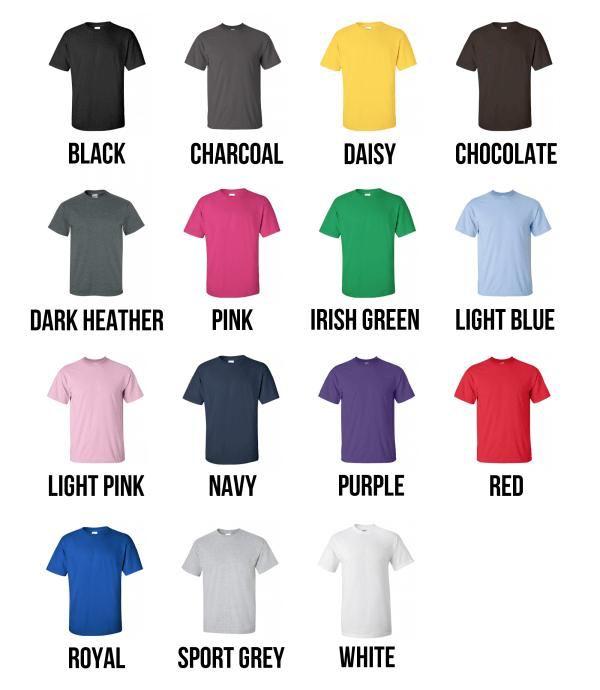 BLACK
CHARCOAL
DAISY
CHOCOLATE
DARK HEATHER
PINK
IRISH GREEN
LIGHT BLUE
LIGHT PINK
NAVY
PURPLE
RED
ROYAL
SPORT GREY
WHITE